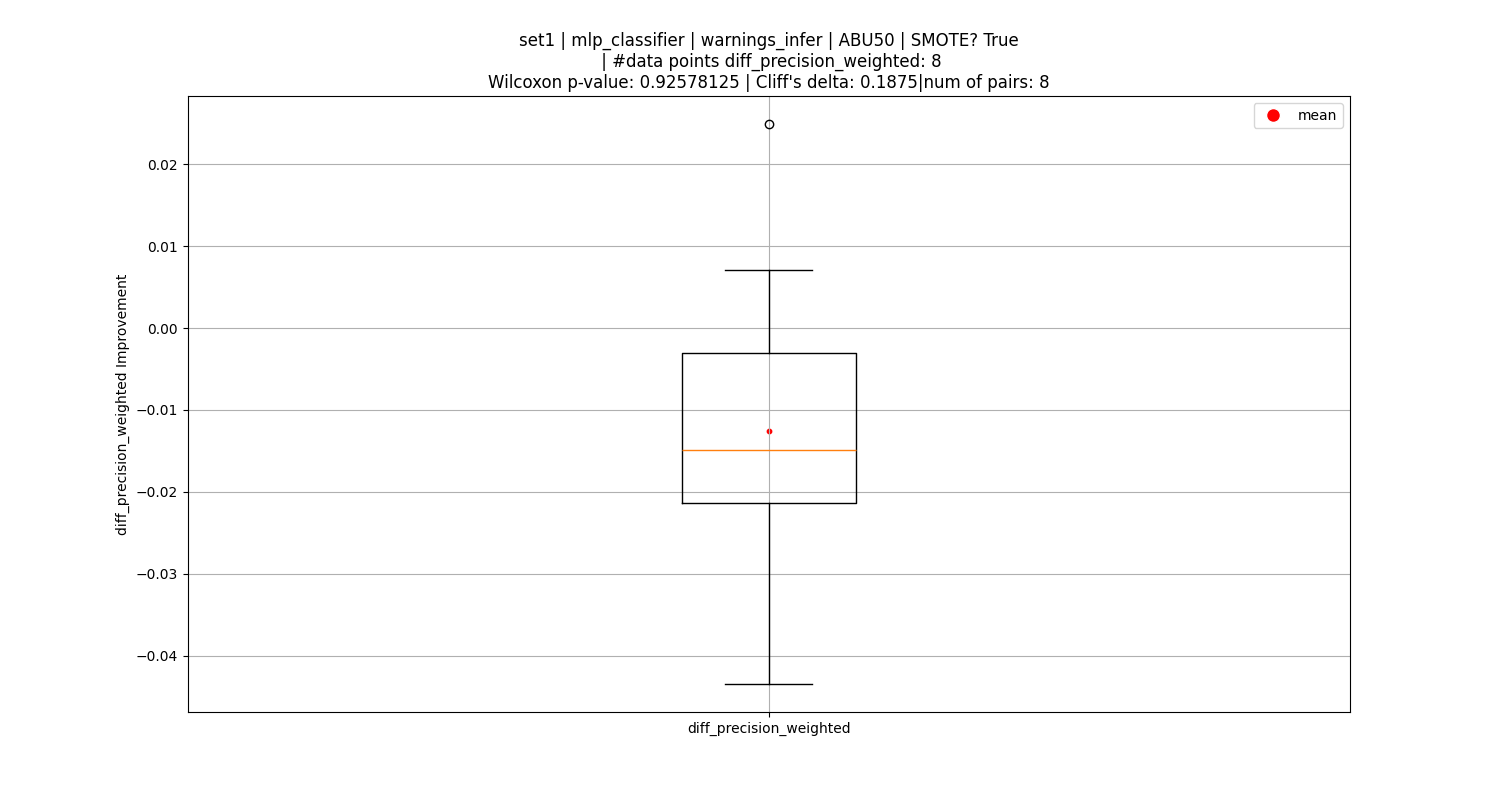 set1 | mlp_classifier | warnings_infer | ABU50 | SMOTE? True
| #data points diff_precision_weighted: 8
Wilcoxon p-value: 0.92578125 | Cliff's delta: 0.1875|num of pairs: 8
mean
0.02
0.01
0.00
−0.01
−0.02
−0.03
−0.04
diff_precision_weighted Improvement
diff_precision_weighted